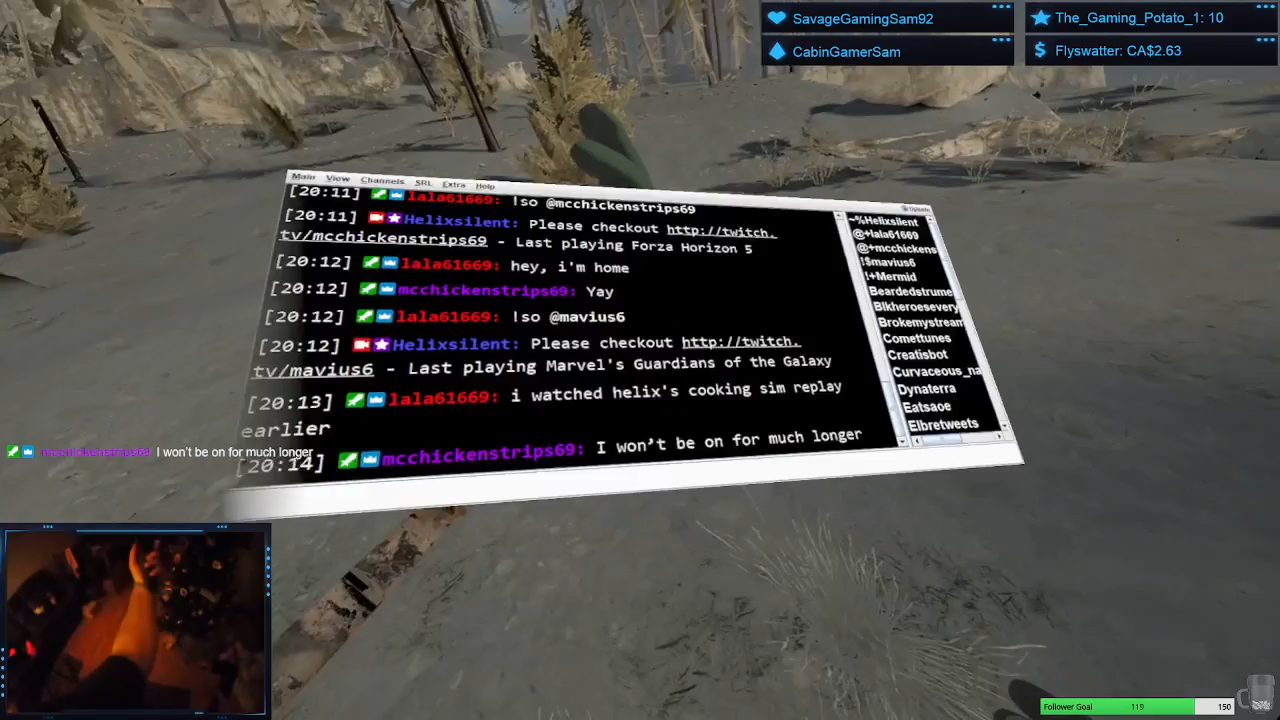 SavageGamingSam92
The_Gaming_Potato_1: 10
CabinGamerSam
Flyswatter: CA$2.63
Main View Channels SRL Extra Help
[20:11] lala61669: !so @mcchickenstrips69
[20:11] Helixsilent: Please checkout http://twitch.
tv/mcchickenstrips69 - Last playing Forza Horizon 5
[20:12] lala61669: hey, i'm home
[20:12] mcchickenstrips69: Yay
[20:12] lala61669: !so @mavius6
[20:12] Helixsilent: Please checkout http://twitch.
tv/mavius6 - Last playing Marvel's Guardians of the Galaxy
[20:13] lala61669: i watched helix's cooking sim replay
earlier
[20:14] mcchickenstrips69: I won't be on for much longer
~%Helixsilent
@+lala61669
@+mcchickens
!$mavius6
!+Mermid
Beardedstrume
Blkheroesevery
Brokemystream
Comettunes
Creatisbot
Curvaceous_na
Dynaterra
Eatsaoe
Elbretweets
mcchickenstrips69: I won't be on for much longer
Follower Goal 119 150